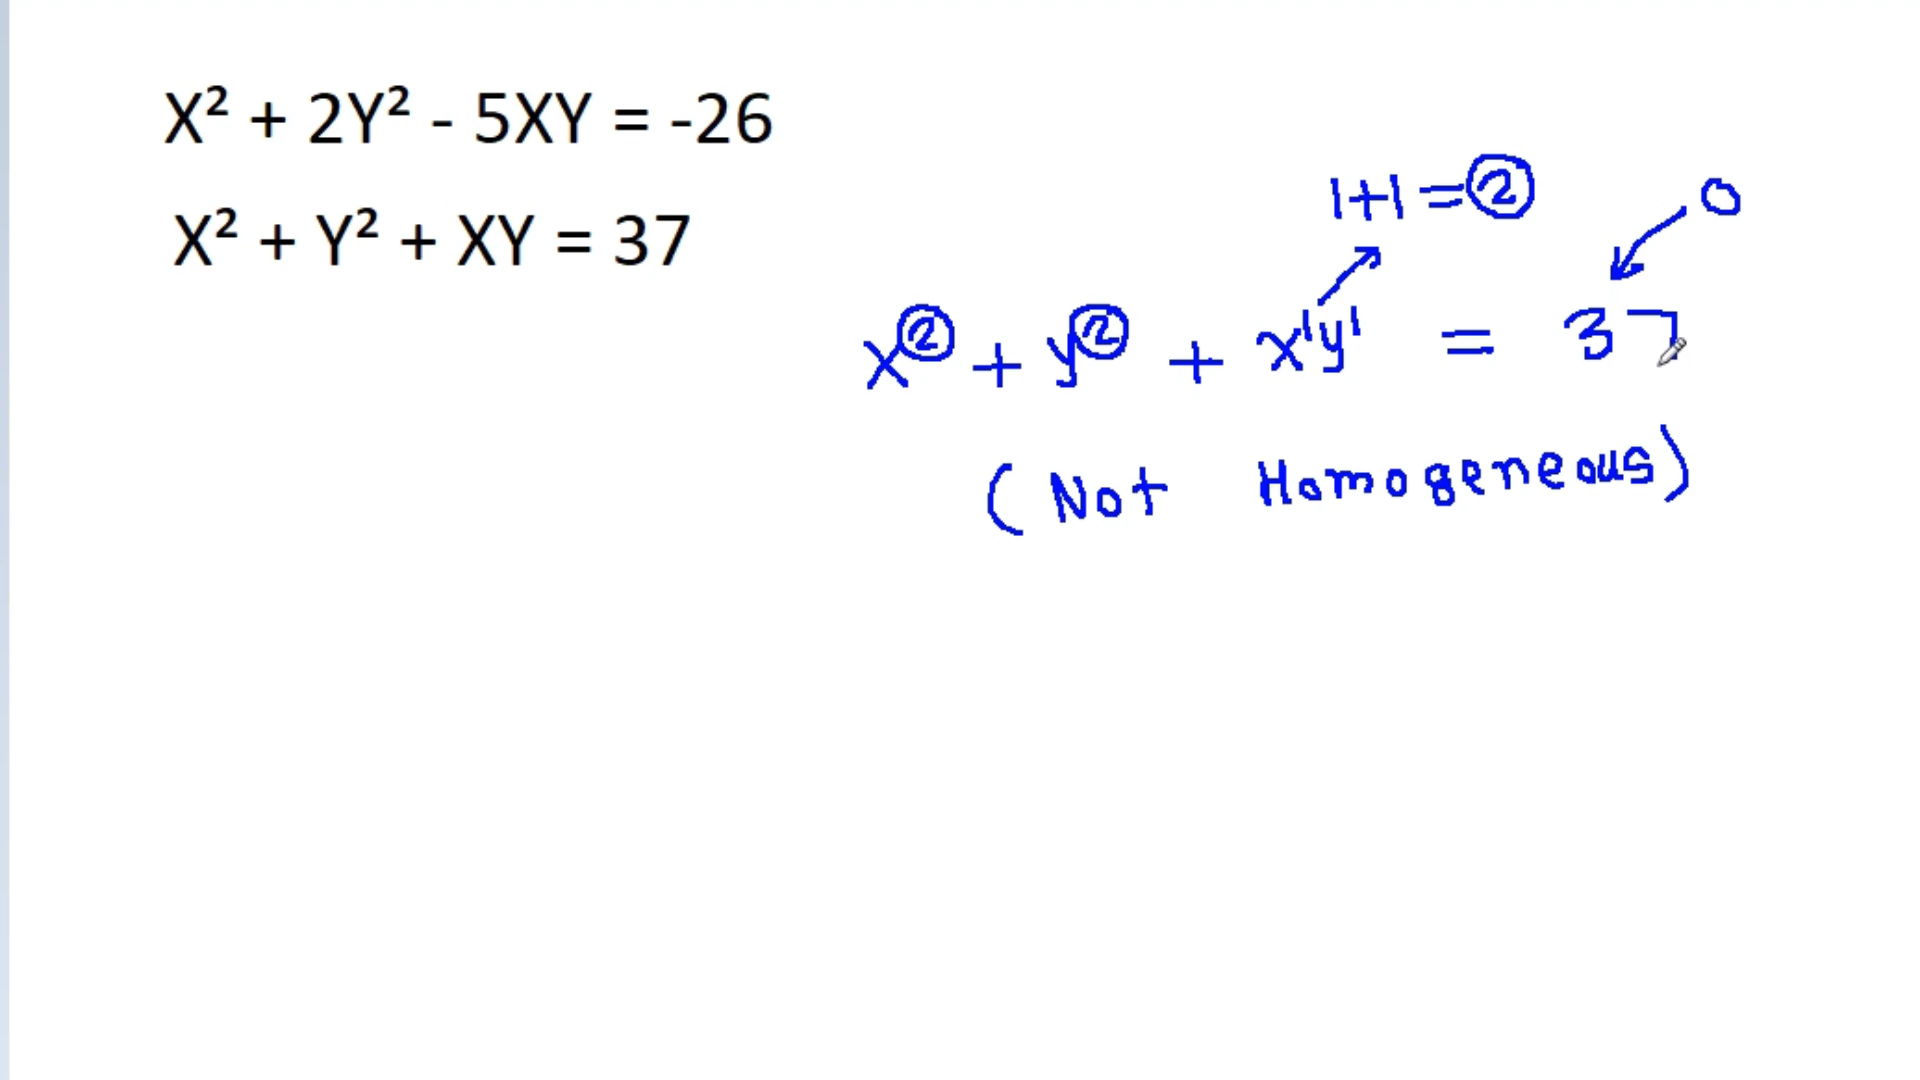 X² + 2Y² - 5XY = -26
X² + Y² + XY = 37
1+1 = 2
0
x² + y² + x¹y¹ = 37
(Not Homogeneous)